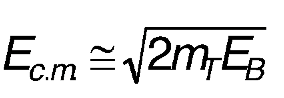 E_{c.m} ≅ √(2m_T E_B)